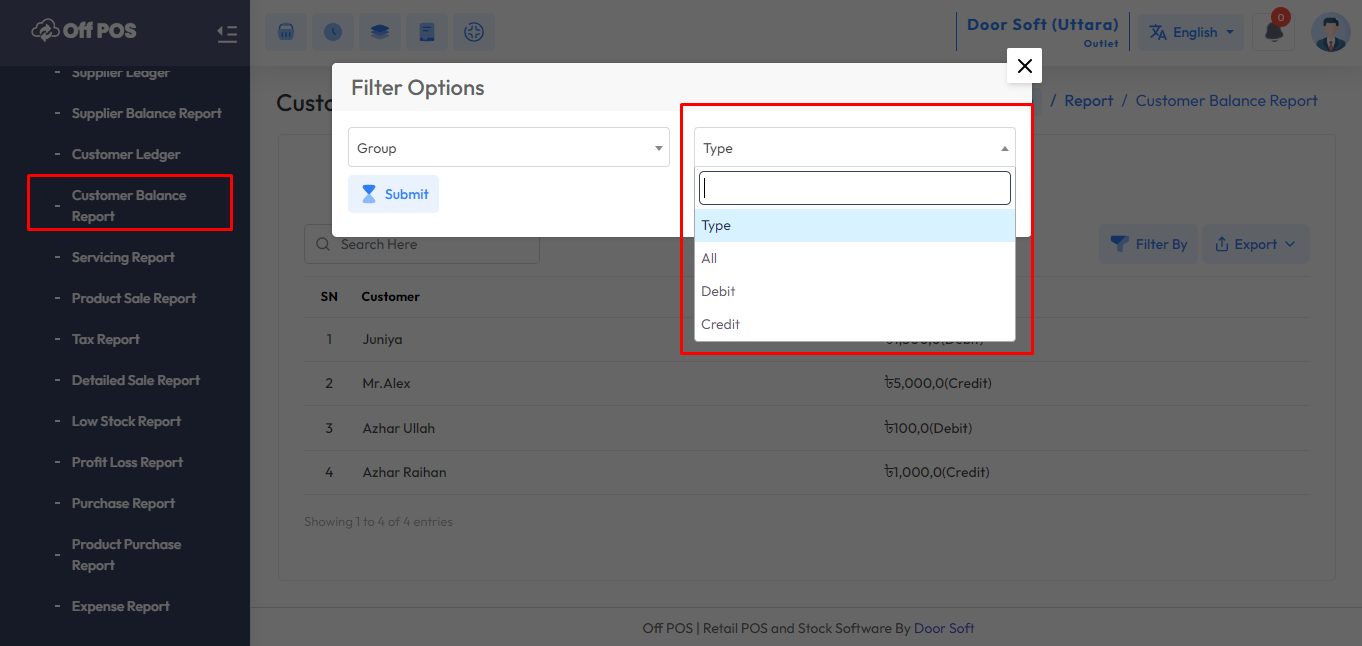 Off POS
Supplier Ledger
- Supplier Balance Report
- Customer Ledger
- Customer Balance
Report
- Servicing Report
- Product Sale Report
- Tax Report
- Detailed Sale Report
- Low Stock Report
- Profit Loss Report
- Purchase Report
- Product Purchase
Report
- Expense Report
Door Soft (Uttara)
Outlet
English
0
/ Report / Customer Balance Report
Filter Options
Group
Type
Submit
Type
All
Debit
Credit
Search Here
Filter By
Export
SN Customer
1 Juniya
2 Mr.Alex ৳5,000,0(Credit)
3 Azhar Ullah ৳100,0(Debit)
4 Azhar Raihan ৳1,000,0(Credit)
Showing 1 to 4 of 4 entries
Off POS | Retail POS and Stock Software By Door Soft